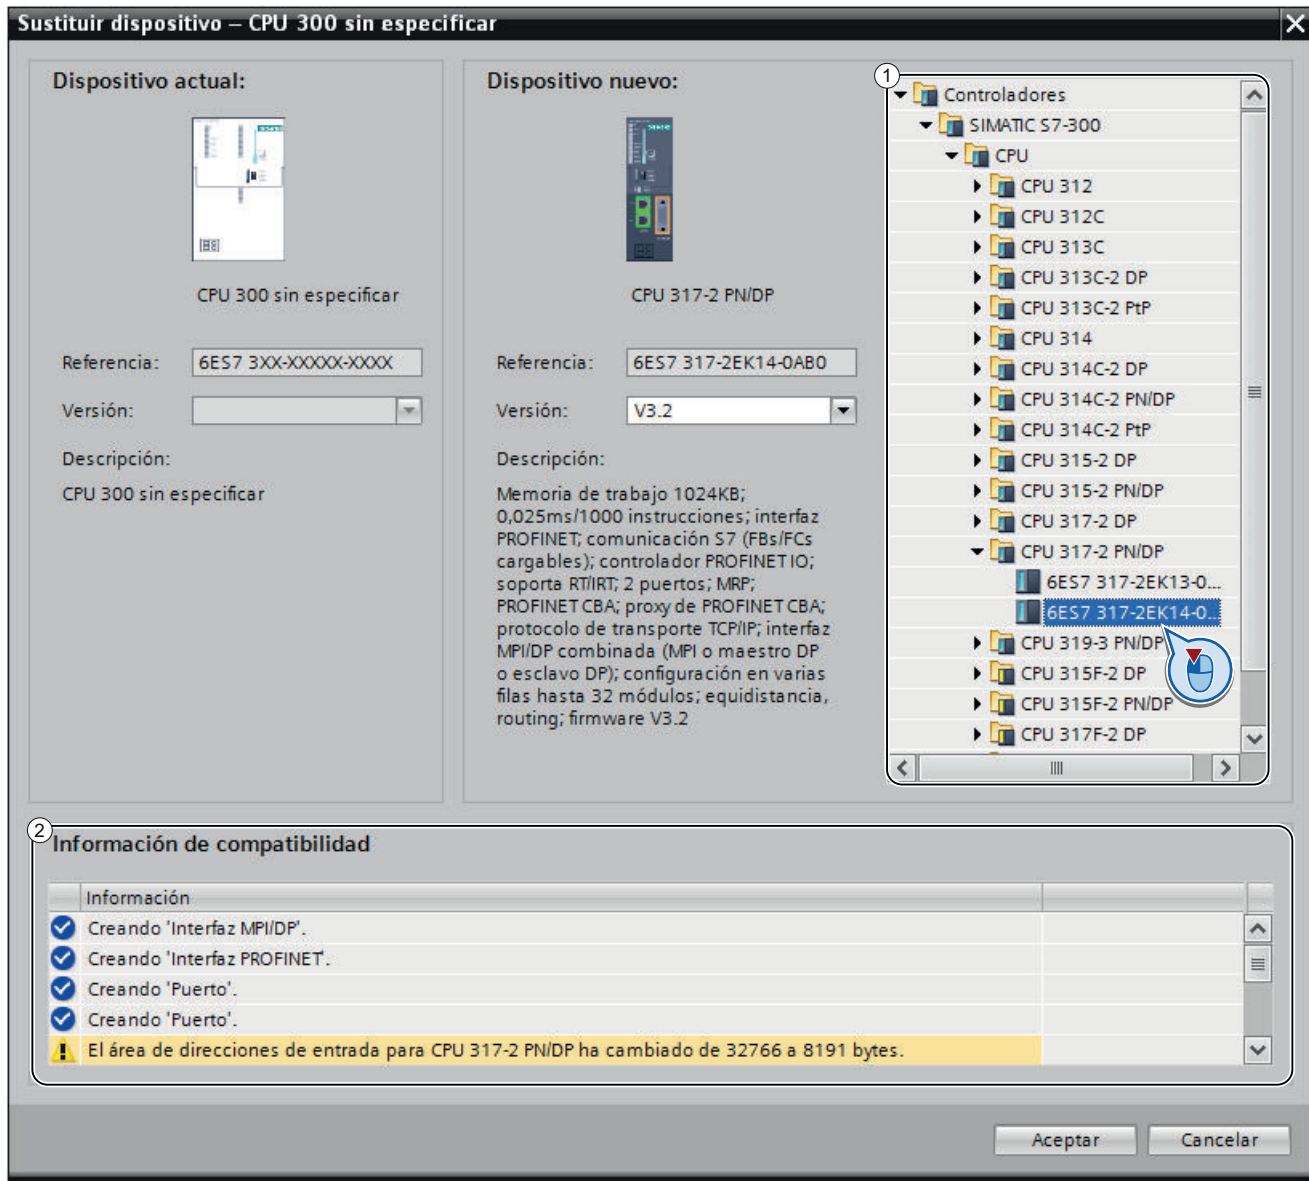 Sustituir dispositivo – CPU 300 sin especificar
Dispositivo actual:
CPU 300 sin especificar
Referencia: 6ES7 3XX-XXXXX-XXXX
Versión:
Descripción:
CPU 300 sin especificar
Dispositivo nuevo:
CPU 317-2 PN/DP
Referencia: 6ES7 317-2EK14-0AB0
Versión: V3.2
Descripción:
Memoria de trabajo 1024KB;
0,025ms/1000 instrucciones; interfaz
PROFINET; comunicación S7 (FBs/FCs
cargables); controlador PROFINET IO;
soporta RT/IRT; 2 puertos; MRP;
PROFINET CBA; proxy de PROFINET CBA;
protocolo de transporte TCP/IP; interfaz
MPI/DP combinada (MPI o maestro DP
o esclavo DP); configuración en varias
filas hasta 32 módulos; equidistancia,
routing; firmware V3.2
1
Controladores
SIMATIC S7-300
CPU
CPU 312
CPU 312C
CPU 313C
CPU 313C-2 DP
CPU 313C-2 PtP
CPU 314
CPU 314C-2 DP
CPU 314C-2 PN/DP
CPU 314C-2 PtP
CPU 315-2 DP
CPU 315-2 PN/DP
CPU 317-2 DP
CPU 317-2 PN/DP
6ES7 317-2EK13-0...
6ES7 317-2EK14-0...
CPU 319-3 PN/DP
CPU 315F-2 DP
CPU 315F-2 PN/DP
CPU 317F-2 DP
2
Información de compatibilidad
Información
Creando 'Interfaz MPI/DP'.
Creando 'Interfaz PROFINET'.
Creando 'Puerto'.
Creando 'Puerto'.
El área de direcciones de entrada para CPU 317-2 PN/DP ha cambiado de 32766 a 8191 bytes.
Aceptar
Cancelar